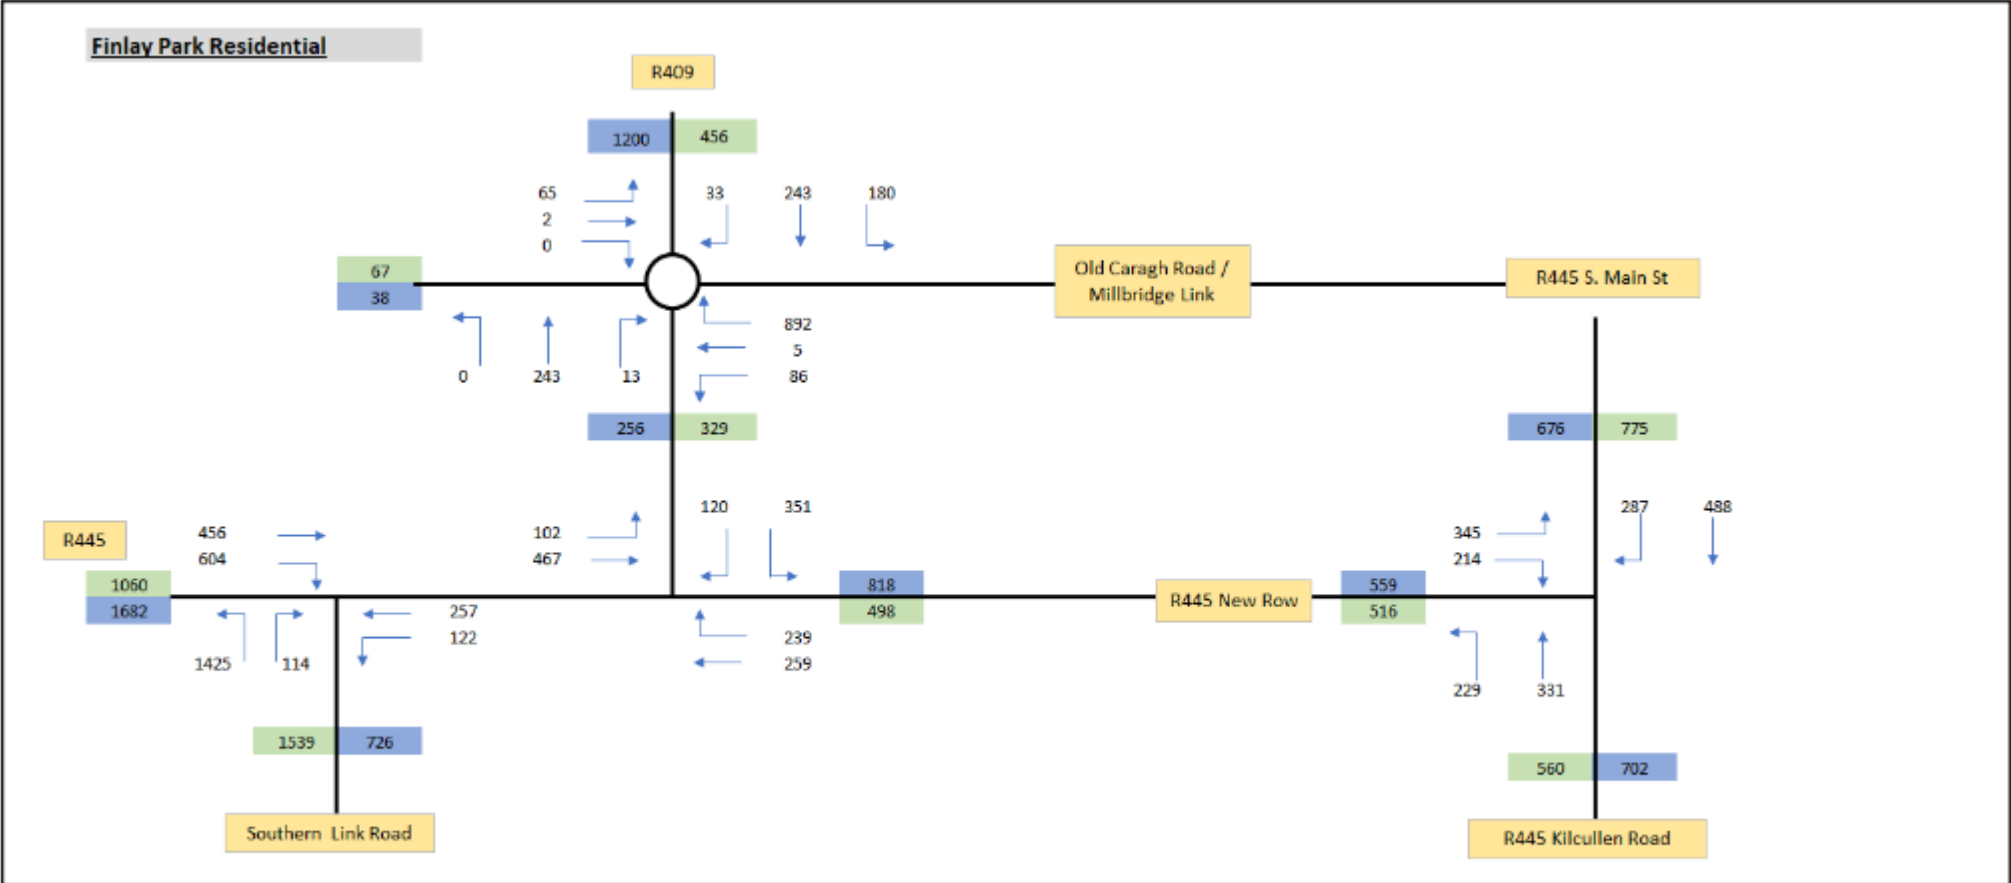 Finlay Park Residential
R409
1200 456
65 33 243 180
2
0
67
38
Old Caragh Road /
Millbridge Link
R445 S. Main St
892
5
0 243 13 86
256 329
676 775
120 351
287 488
R445
456 102 345
604 467 214
1060 818 559
1682 498 516
R445 New Row
257
122
239
259
1425 114
229 331
1539 726
560 702
Southern Link Road
R445 Kilcullen Road